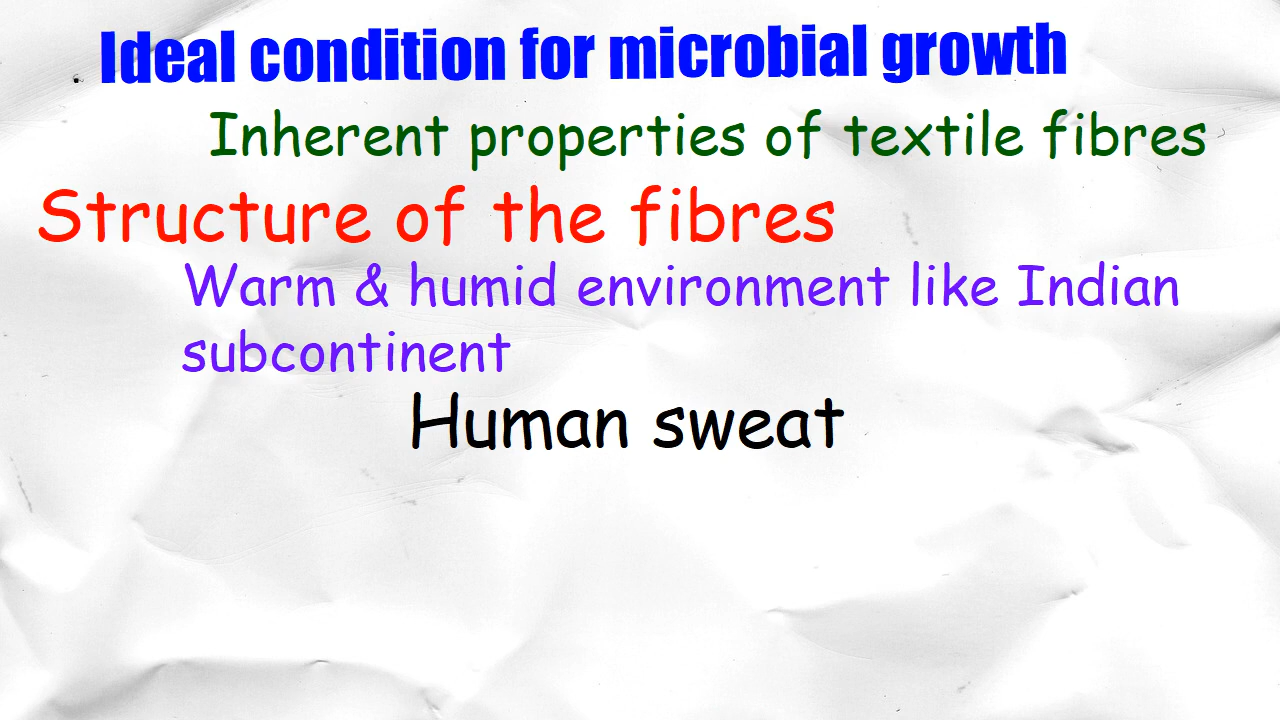 Ideal condition for microbial growth
Inherent properties of textile fibres
Structure of the fibres
Warm & humid environment like Indian
subcontinent
Human sweat